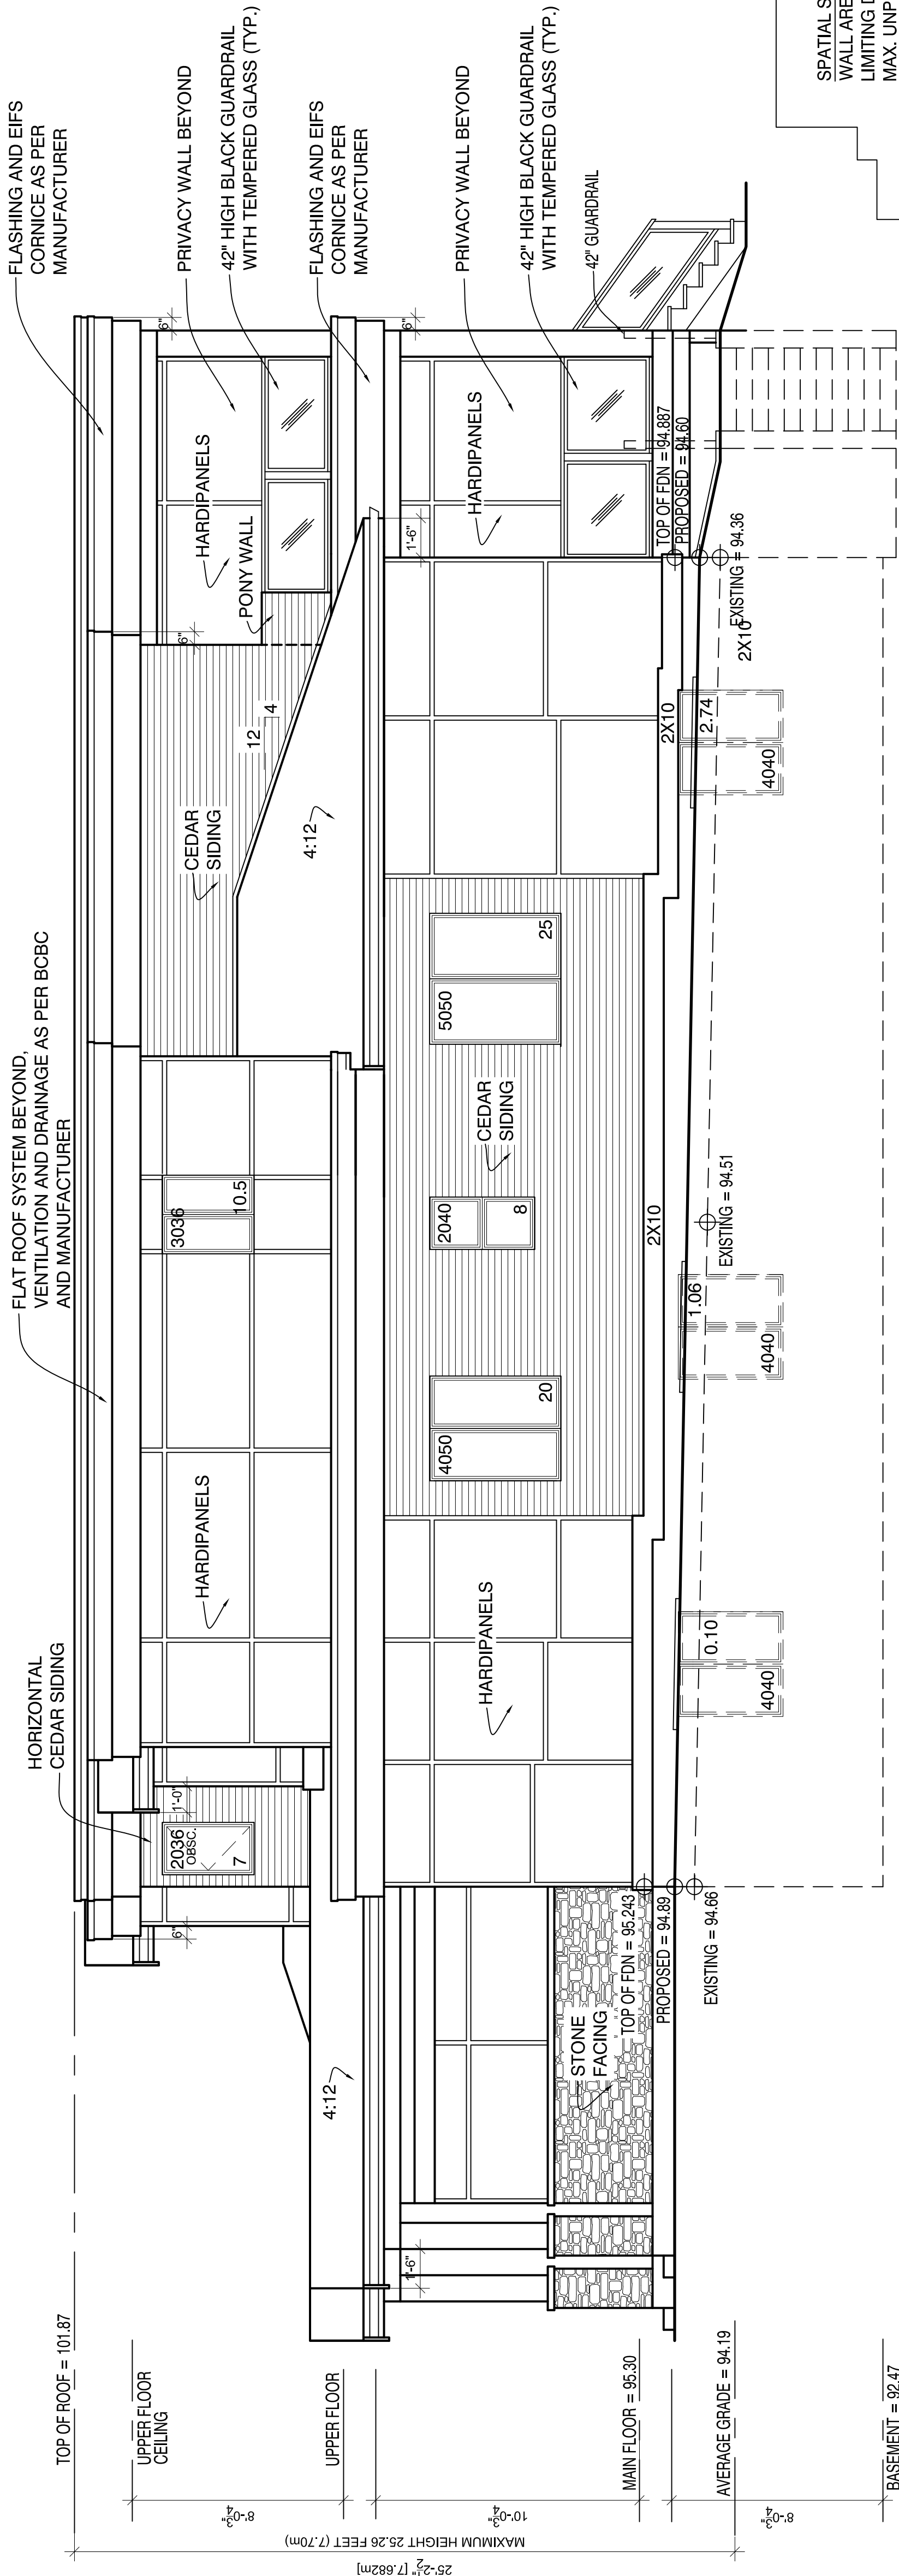 FLASHING AND EIFS
CORNICE AS PER
MANUFACTURER
PRIVACY WALL BEYOND
42" HIGH BLACK GUARDRAIL
WITH TEMPERED GLASS (TYP.)
FLASHING AND EIFS
CORNICE AS PER
MANUFACTURER
PRIVACY WALL BEYOND
42" HIGH BLACK GUARDRAIL
WITH TEMPERED GLASS (TYP.)
42" GUARDRAIL
SPATIAL S
WALL ARE
LIMITING D
MAX. UNP
FLAT ROOF SYSTEM BEYOND,
VENTILATION AND DRAINAGE AS PER BCBC
AND MANUFACTURER
HORIZONTAL
CEDAR SIDING
TOP OF ROOF = 101.87
UPPER FLOOR
CEILING
UPPER FLOOR
MAIN FLOOR = 95.30
AVERAGE GRADE = 94.19
BASEMENT = 92.47
8'-0 3/4"
10'-0 3/4"
8'-0 3/4"
MAXIMUM HEIGHT 25.26 FEET (7.70m)
25'-2 1/2" [7.682m]
6"
2036
OBSC.
7
1'-0"
HARDIPANELS
3036
10.5
CEDAR
SIDING
12
4
6"
PONY WALL
HARDIPANELS
6"
4:12
4:12
6"
1'-6"
STONE
FACING
HARDIPANELS
4050
20
2040
8
CEDAR
SIDING
5050
25
1'-6"
HARDIPANELS
TOP OF FDN = 95.243
PROPOSED = 94.89
EXISTING = 94.66
4040
0.10
4040
1.06
2X10
EXISTING = 94.51
4040
2.74
2X10
2X10
EXISTING = 94.36
TOP OF FDN = 94.887
PROPOSED = 94.60